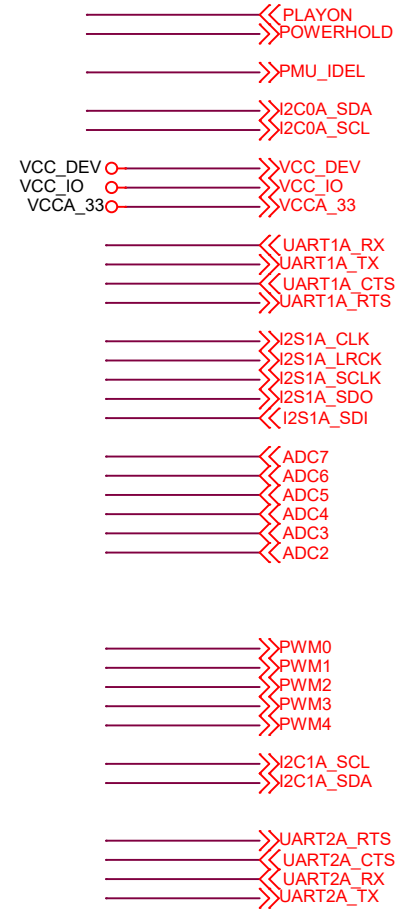 PLAYON
POWERHOLD
PMU_IDEL
I2C0A_SDA
I2C0A_SCL
VCC_DEV VCC_DEV
VCC_IO VCC_IO
VCCA_33 VCCA_33
UART1A_RX
UART1A_TX
UART1A_CTS
UART1A_RTS
I2S1A_CLK
I2S1A_LRCK
I2S1A_SCLK
I2S1A_SDO
I2S1A_SDI
ADC7
ADC6
ADC5
ADC4
ADC3
ADC2
PWM0
PWM1
PWM2
PWM3
PWM4
I2C1A_SCL
I2C1A_SDA
UART2A_RTS
UART2A_CTS
UART2A_RX
UART2A_TX